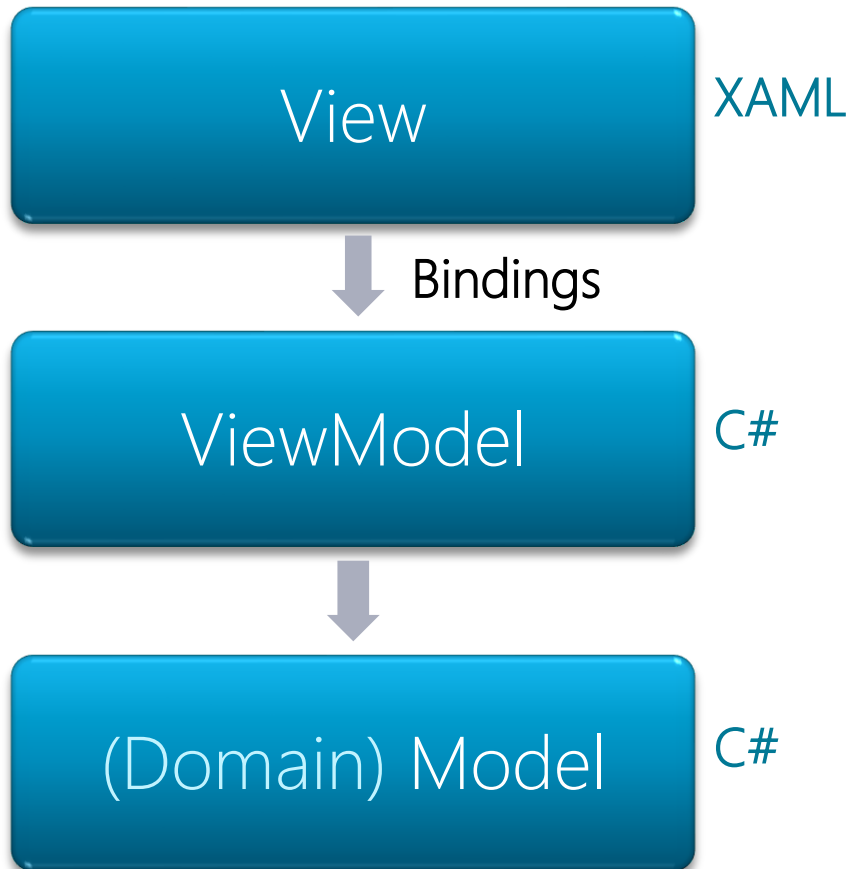 View
XAML
Bindings
ViewModel
C#
(Domain) Model
C#